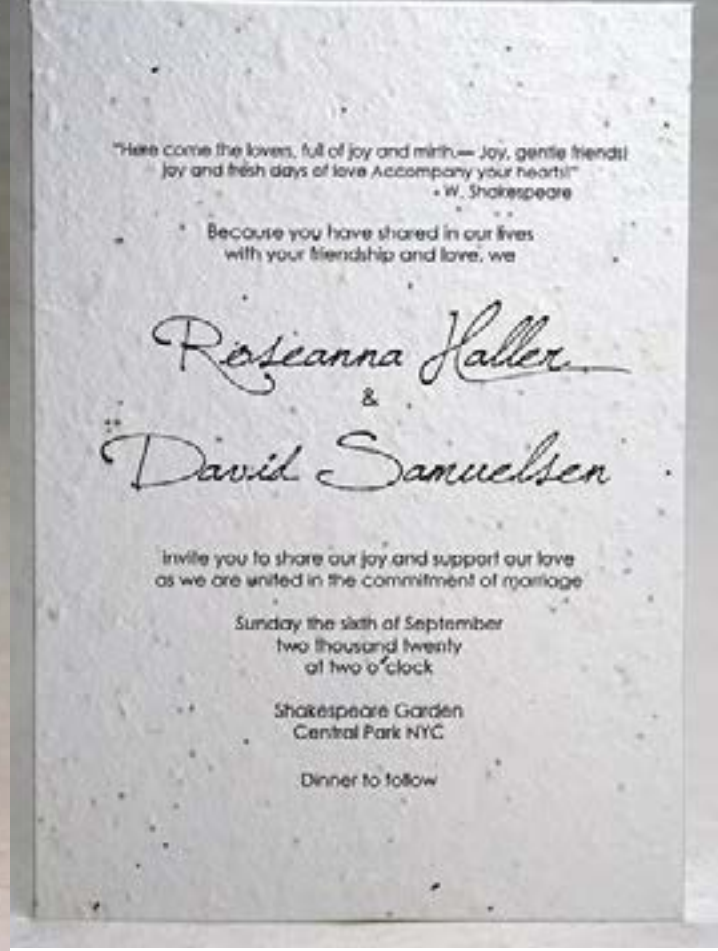 "Here come the lovers, full of joy and mirth.— Joy, gentle friends!
joy and fresh days of love Accompany your hearts!"
- W. Shakespeare
Because you have shared in our lives
with your friendship and love, we
Roseanna Haller
&
David Samuelsen
invite you to share our joy and support our love
as we are united in the commitment of marriage
Sunday the sixth of September
two thousand twenty
at two o'clock
Shakespeare Garden
Central Park NYC
Dinner to follow